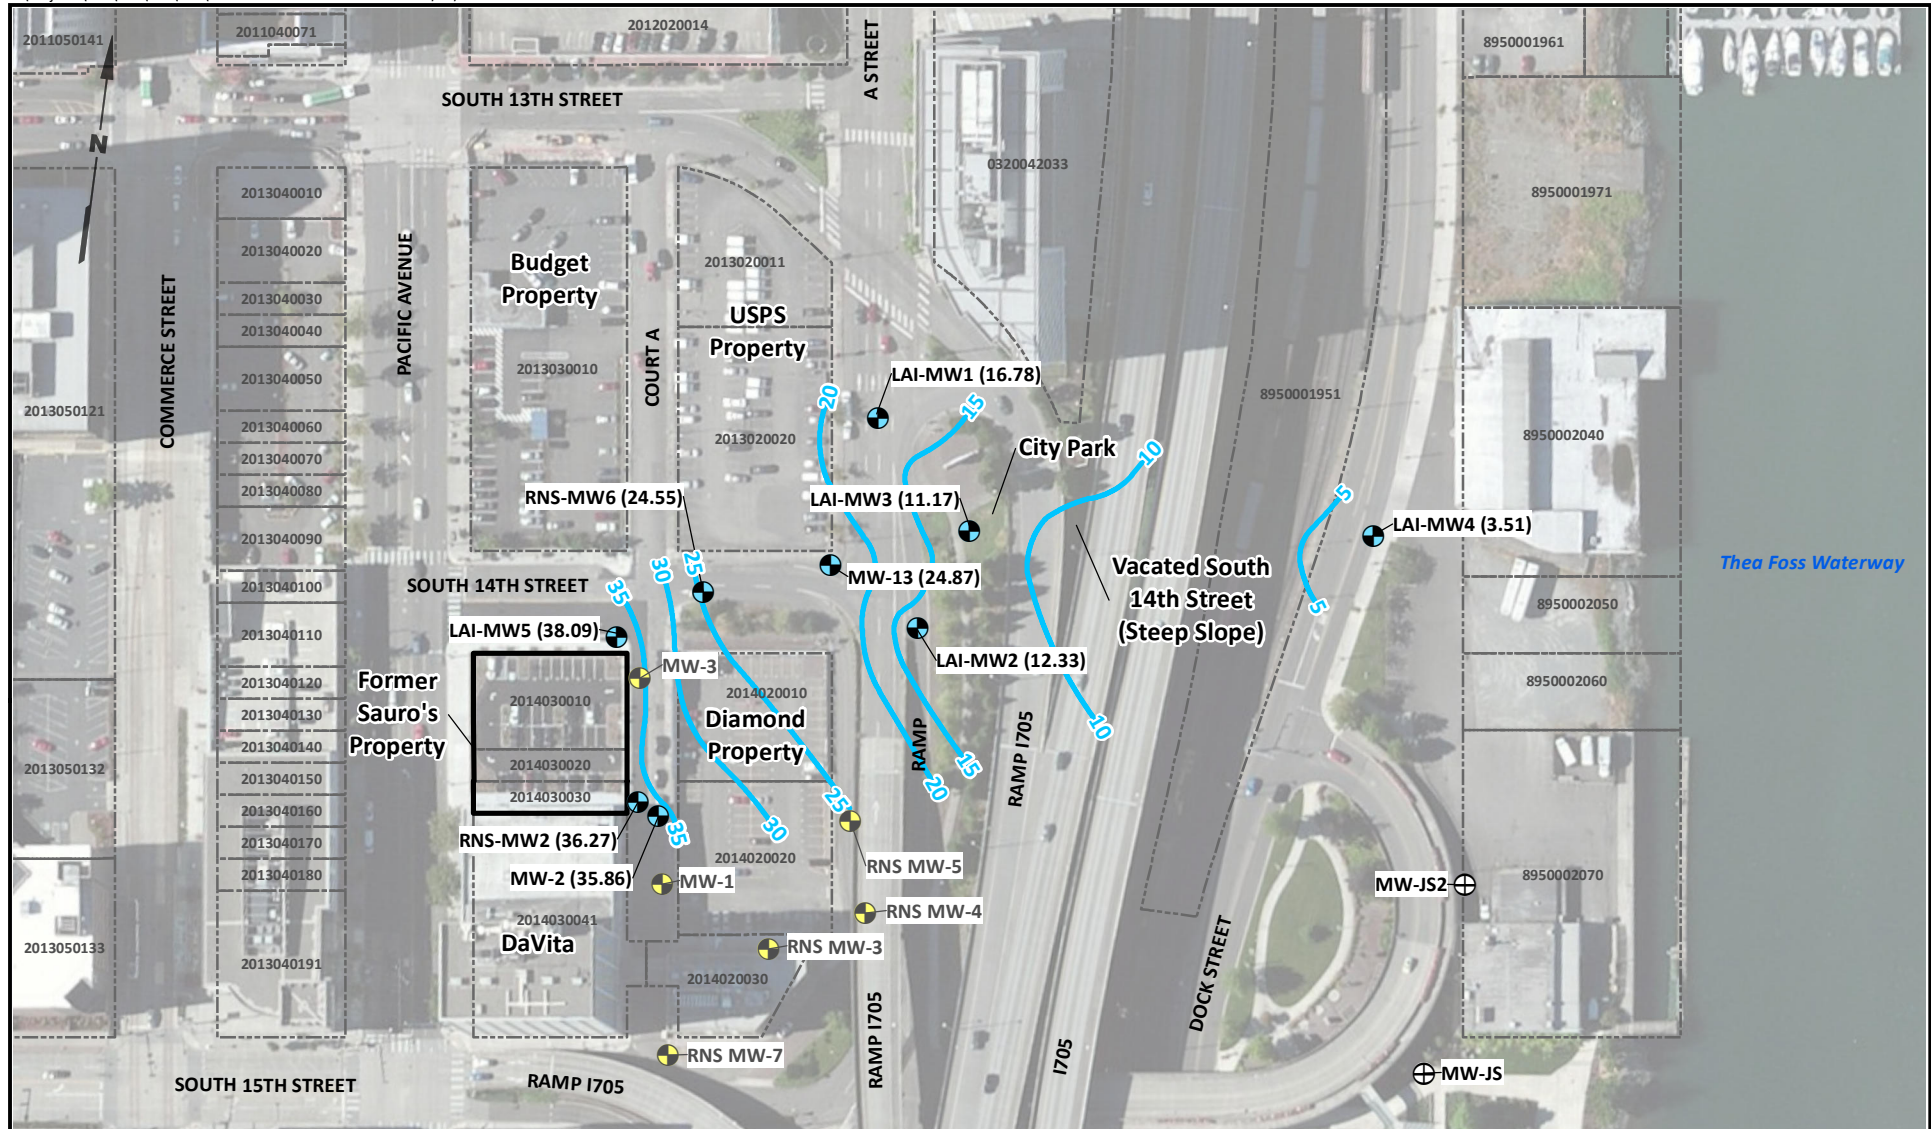 2011050141
2011040071
2012020014
A STREET
8950001961
SOUTH 13TH STREET
N
0320042033
2013040010
8950001971
2013040020
COMMERCE STREET
PACIFIC AVENUE
Budget
Property
2013020011
2013040030
USPS
Property
2013040040
COURT A
2013030010
2013040050
LAI-MW1 (16.78)
2013050121
20
15
8950001951
2013040060
2013020020
City Park
8950002040
2013040070
10
2013040080
RNS-MW6 (24.55)
LAI-MW3 (11.17)
5
LAI-MW4 (3.51)
2013040090
25
30
Thea Foss Waterway
MW-13 (24.87)
Vacated South
14th Street
(Steep Slope)
SOUTH 14TH STREET
2013040100
35
8950002050
5
2013040110
LAI-MW5 (38.09)
LAI-MW2 (12.33)
MW-3
2013040120
Former
Sauro's
Property
2014030010
2014020010
8950002060
2013040130
Diamond
Property
10
RAMP
2013040140
2014030020
RAMP I705
15
2013050132
2013040150
20
2014030030
25
2013040160
30
35
RNS-MW2 (36.27)
2013040170
2014020020
RNS MW-5
2013040180
MW-2 (35.86)
MW-1
MW-JS2
8950002070
RNS MW-4
2014030041
DaVita
2013050133
RNS MW-3
2013040191
2014020030
DOCK STREET
RAMP I705
I705
RNS MW-7
MW-JS
SOUTH 15TH STREET
RAMP I705